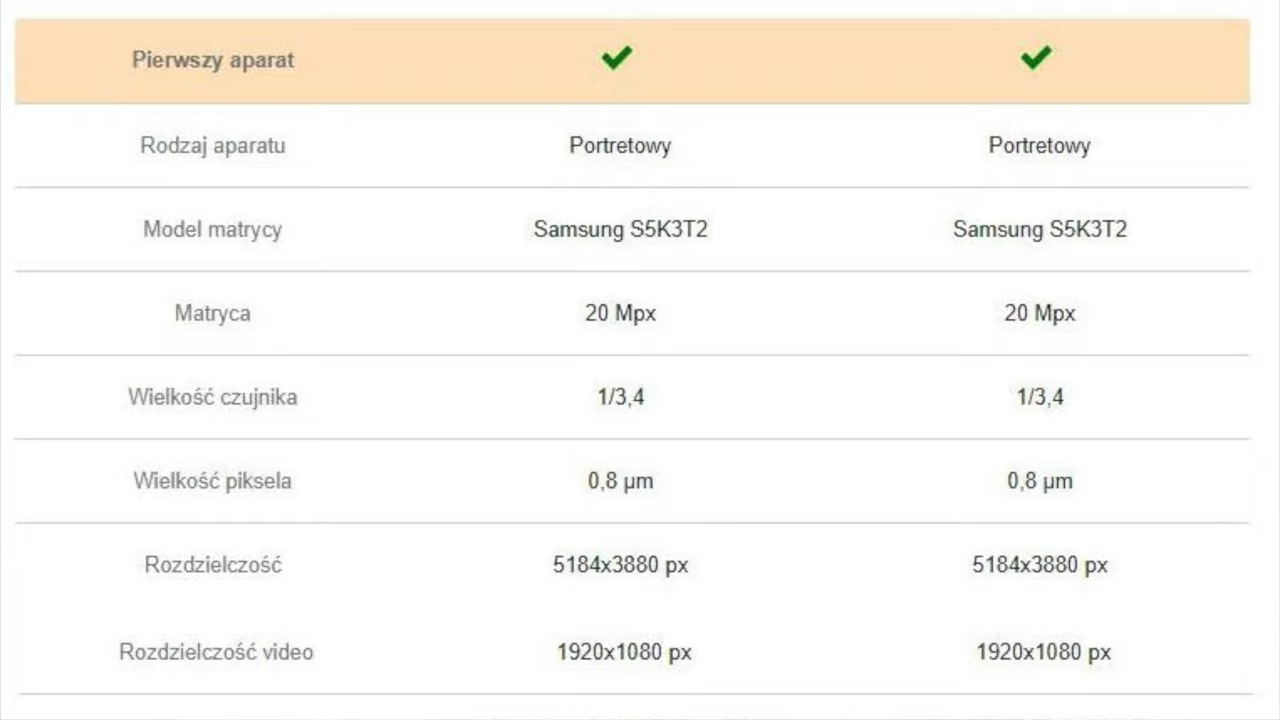 Pierwszy aparat
Rodzaj aparatu Portretowy Portretowy
Model matrycy Samsung S5K3T2 Samsung S5K3T2
Matryca 20 Mpx 20 Mpx
Wielkość czujnika 1/3,4 1/3,4
Wielkość piksela 0,8 µm 0,8 µm
Rozdzielczość 5184x3880 px 5184x3880 px
Rozdzielczość video 1920x1080 px 1920x1080 px